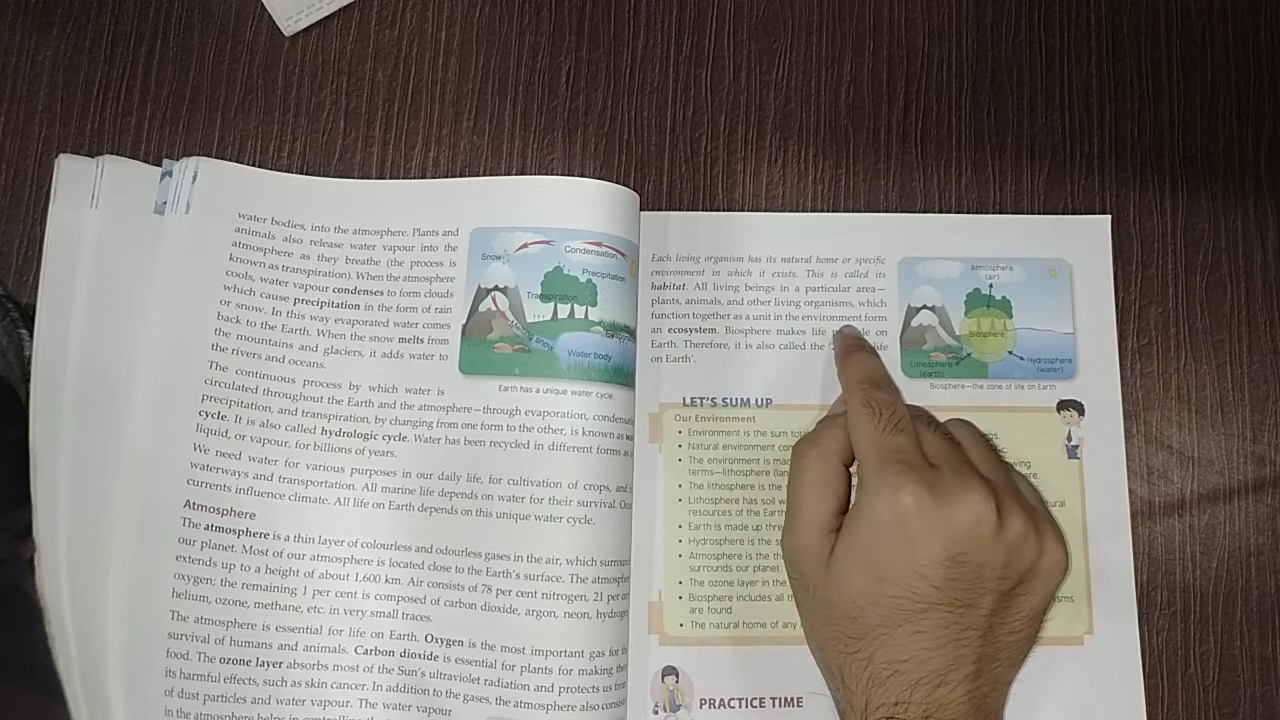 water bodies, into the atmosphere. Plants and
animals also release water vapour into the
atmosphere as they breathe (the process is
known as transpiration). When the atmosphere
cools, water vapour condenses to form clouds
which cause precipitation in the form of rain
or snow. In this way evaporated water comes
back to the Earth. When the snow melts from
the mountains and glaciers, it adds water to
the rivers and oceans.
Snow
Condensation
Precipitation
Transpiration
Melting snow
Water body
Earth has a unique water cycle
The continuous process by which water is
circulated throughout the Earth and the atmosphere—through evaporation,
precipitation, and transpiration, by changing from one form to the other, is known as
cycle. It is also called hydrologic cycle. Water has been recycled in different forms
liquid, or vapour, for billions of years.
We need water for various purposes in our daily life, for cultivation of crops, and
waterways and transportation. All marine life depends on water for their survival.
currents influence climate. All life on Earth depends on this unique water cycle.
Atmosphere
The atmosphere is a thin layer of colourless and odourless gases in the air, which
our planet. Most of our atmosphere is located close to the Earth's surface. The
extends up to a height of about 1,600 km. Air consists of 78 per cent nitrogen, 21 per
oxygen; the remaining 1 per cent is composed of carbon dioxide, argon, neon,
helium, ozone, methane, etc. in very small traces.
The atmosphere is essential for life on Earth. Oxygen is the most important gas for
survival of humans and animals. Carbon dioxide is essential for plants for making
food. The ozone layer absorbs most of the Sun's ultraviolet radiation and protects us
its harmful effects, such as skin cancer. In addition to the gases, the atmosphere also
of dust particles and water vapour. The water vapour
in the atmosphere helps in
Each living organism has its natural home or specific
environment in which it exists. This is called its
habitat. All living beings in a particular area—
plants, animals, and other living organisms, which
function together as a unit in the environment form
an ecosystem. Biosphere makes life on
Earth. Therefore, it is also called the life
on Earth'.
Atmosphere
(air)
Biosphere
Lithosphere
(earth)
Hydrosphere
(water)
Biosphere—the zone of life on Earth
LET'S SUM UP
Our Environment
• Environment is the sum
• Natural environment
• The environment is
terms—lithosphere
• The lithosphere is the
• Lithosphere has soil
resources of the Earth
• Earth is made up
• Hydrosphere is the
• Atmosphere is the
surrounds our planet
• The ozone layer in the
• Biosphere includes all
are found.
• The natural home of any
PRACTICE TIME